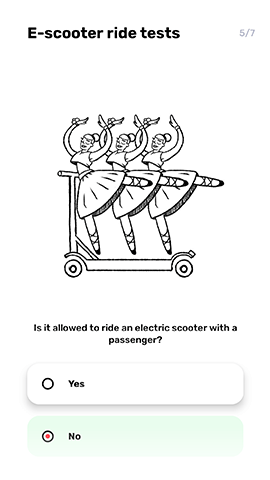 E-scooter ride tests
5/7
Is it allowed to ride an electric scooter with a
passenger?
Yes
No